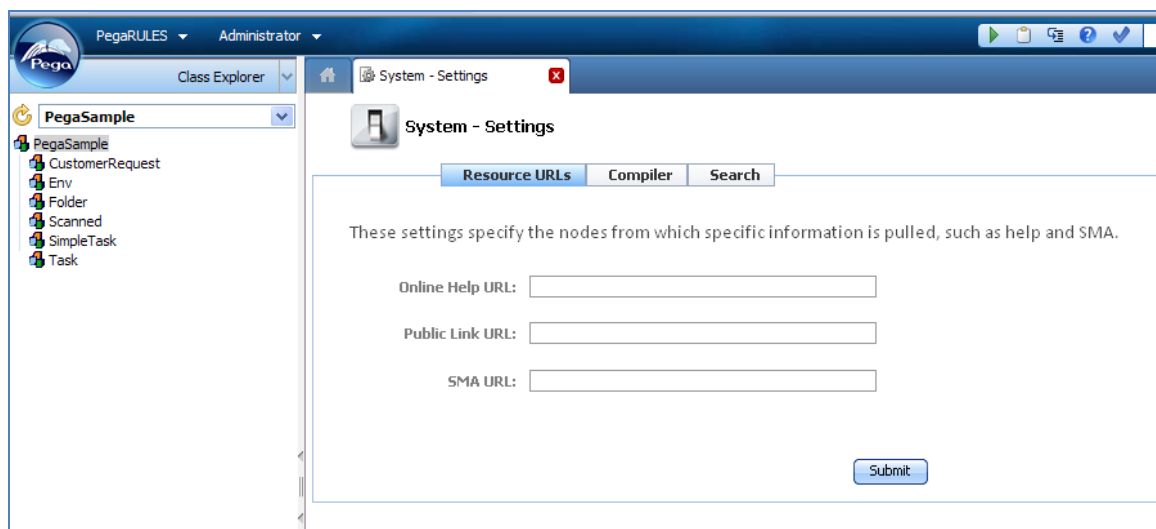 PegaRULES Administrator
Pega
Class Explorer
System - Settings
PegaSample
PegaSample
CustomerRequest
Env
Folder
Scanned
SimpleTask
Task
System - Settings
Resource URLs Compiler Search
These settings specify the nodes from which specific information is pulled, such as help and SMA.
Online Help URL:
Public Link URL:
SMA URL:
Submit